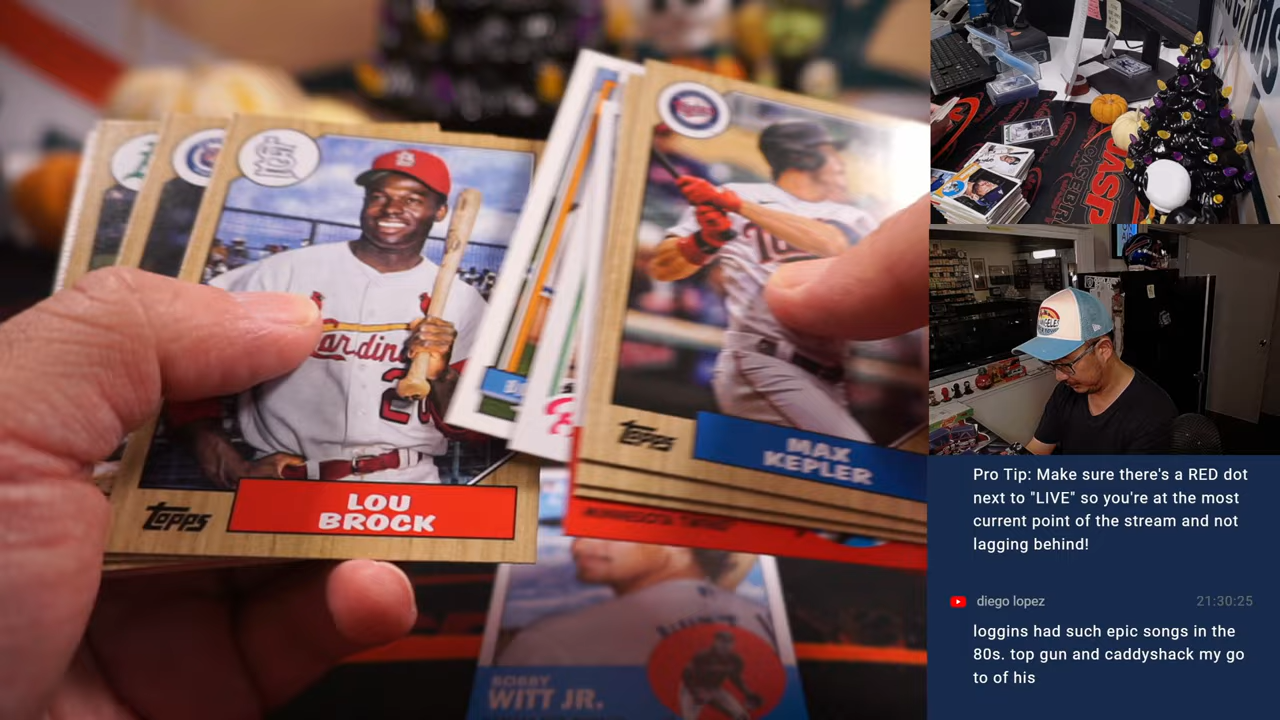 Cardinals
20
TOPPS
LOU
BROCK
TOPPS
MAX
KEPLER
BOBBY
WITT JR.
Pro Tip: Make sure there's a RED dot
next to "LIVE" so you're at the most
current point of the stream and not
lagging behind!
diego lopez
21:30:25
loggins had such epic songs in the
80s. top gun and caddyshack my go
to of his